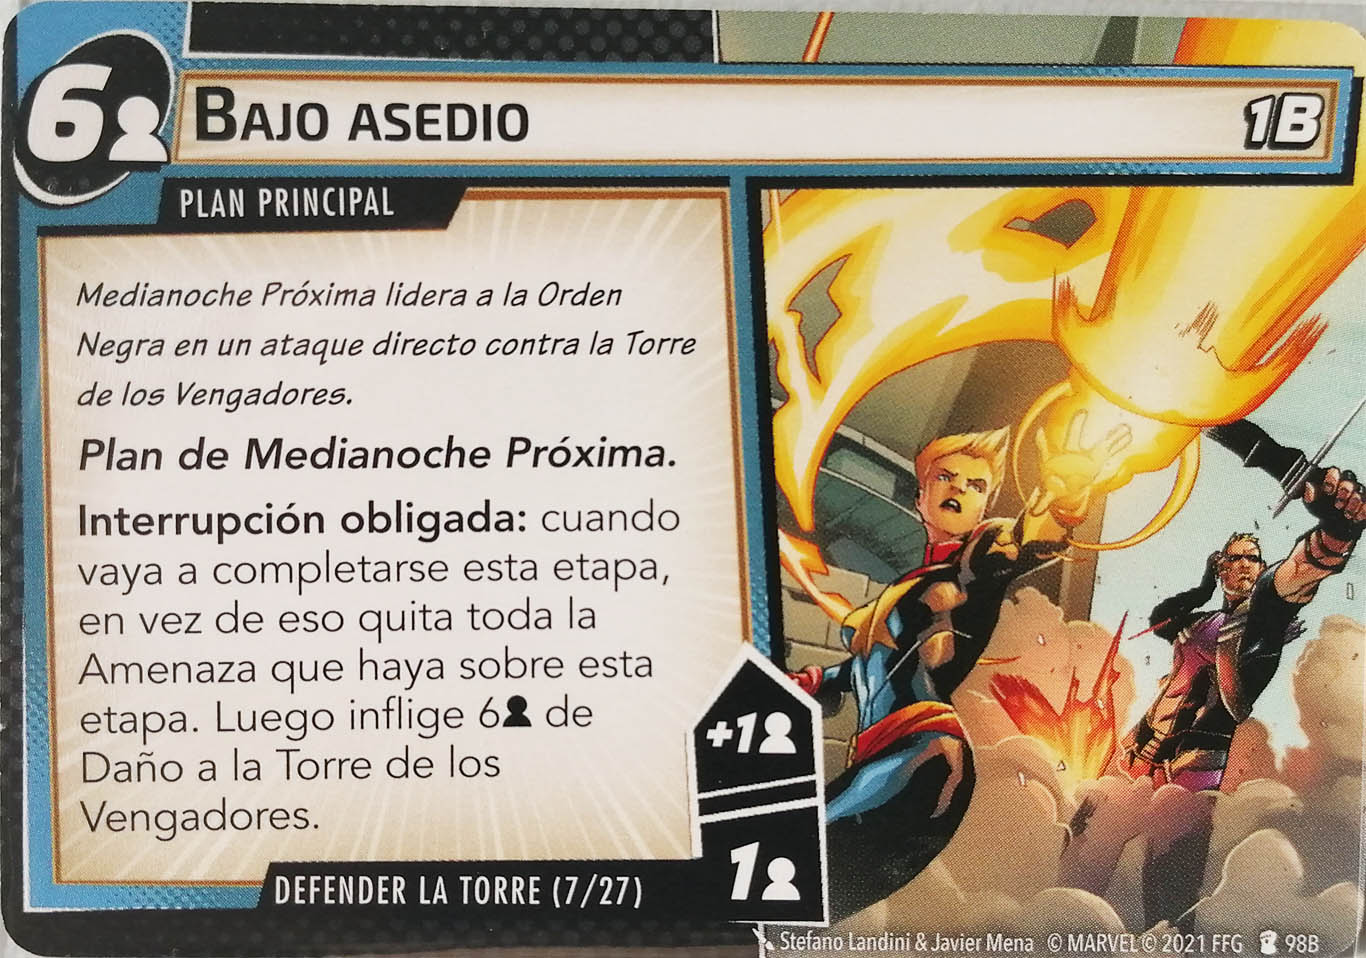 6
BAJO ASEDIO
1B
PLAN PRINCIPAL
Medianoche Próxima lidera a la Orden
Negra en un ataque directo contra la Torre
de los Vengadores.
Plan de Medianoche Próxima.
Interrupción obligada: cuando
vaya a completarse esta etapa,
en vez de eso quita toda la
Amenaza que haya sobre esta
etapa. Luego inflige 6 de
Daño a la Torre de los
Vengadores.
+1
1
DEFENDER LA TORRE (7/27)
Stefano Landini & Javier Mena © MARVEL © 2021 FFG 98B